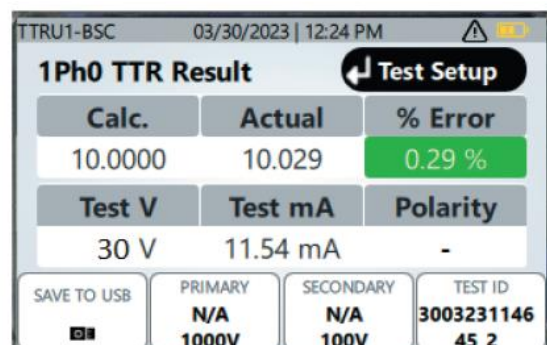 TTRU1-BSC 03/30/2023 | 12:24 PM
1Ph0 TTR Result Test Setup
Calc. Actual % Error
10.0000 10.029 0.29 %
Test V Test mA Polarity
30 V 11.54 mA -
SAVE TO USB PRIMARY SECONDARY TEST ID
N/A N/A 3003231146
1000V 100V 45_2